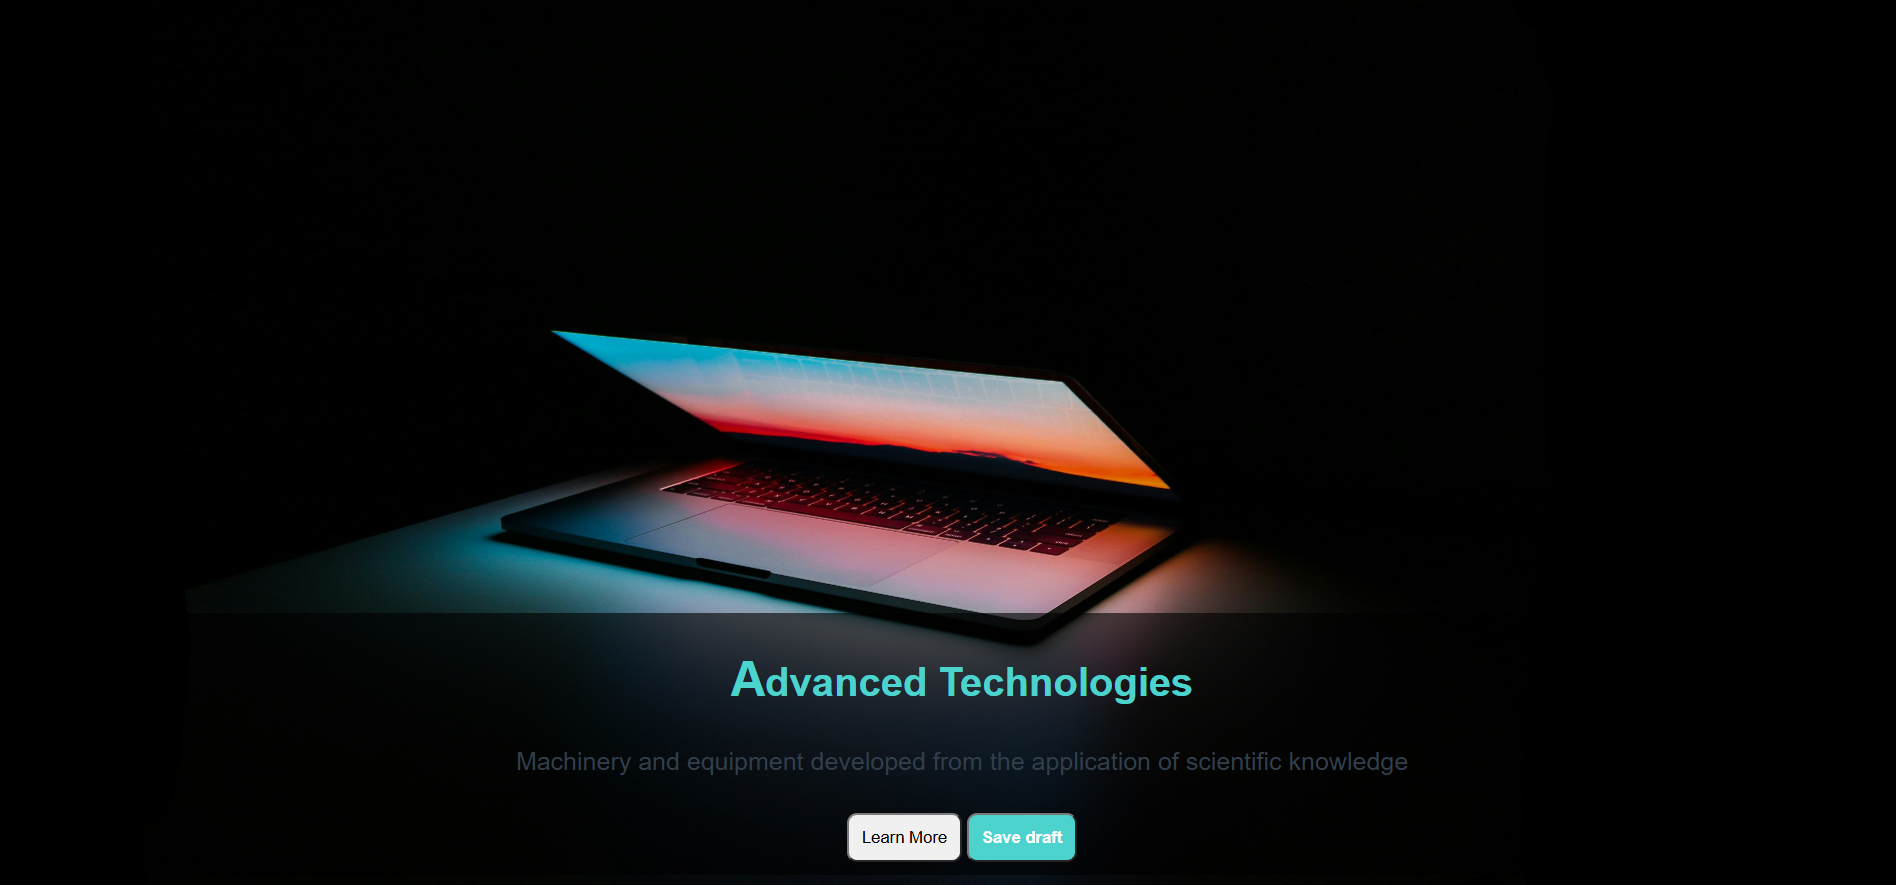 Advanced Technologies
Machinery and equipment developed from the application of scientific knowledge
Learn More
Save draft